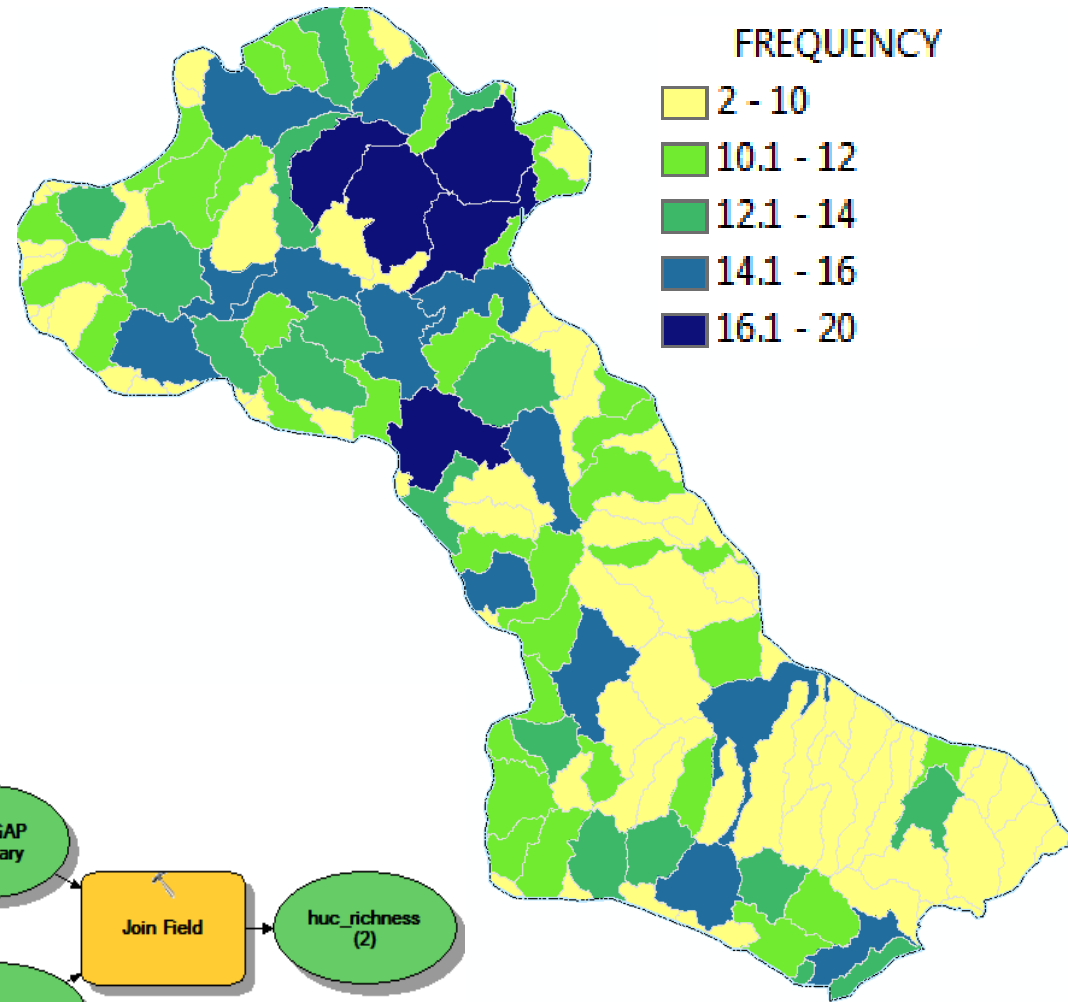 FREQUENCY
2 - 10
10.1 - 12
12.1 - 14
14.1 - 16
16.1 - 20
GAP
ary
Join Field
huc_richness
(2)